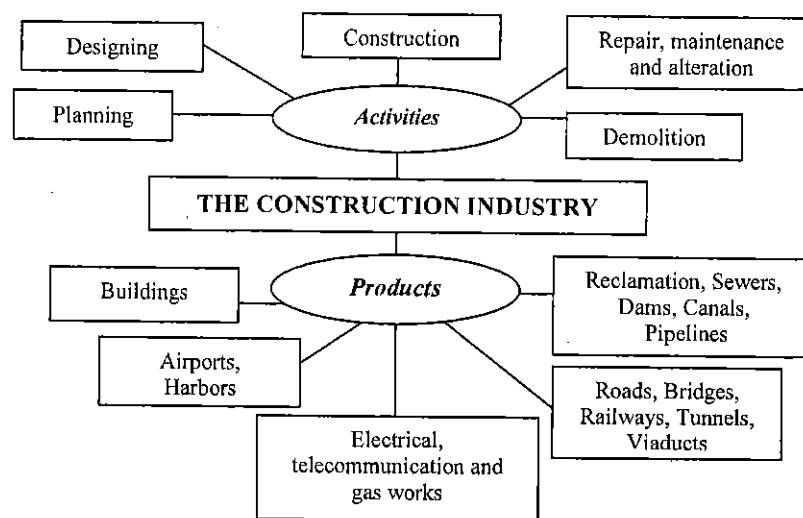 Designing
Construction
Repair, maintenance
and alteration
Planning
Activities
Demolition
THE CONSTRUCTION INDUSTRY
Buildings
Products
Reclamation, Sewers,
Dams, Canals,
Pipelines
Airports,
Harbors
Roads, Bridges,
Railways, Tunnels,
Viaducts
Electrical,
telecommunication and
gas works